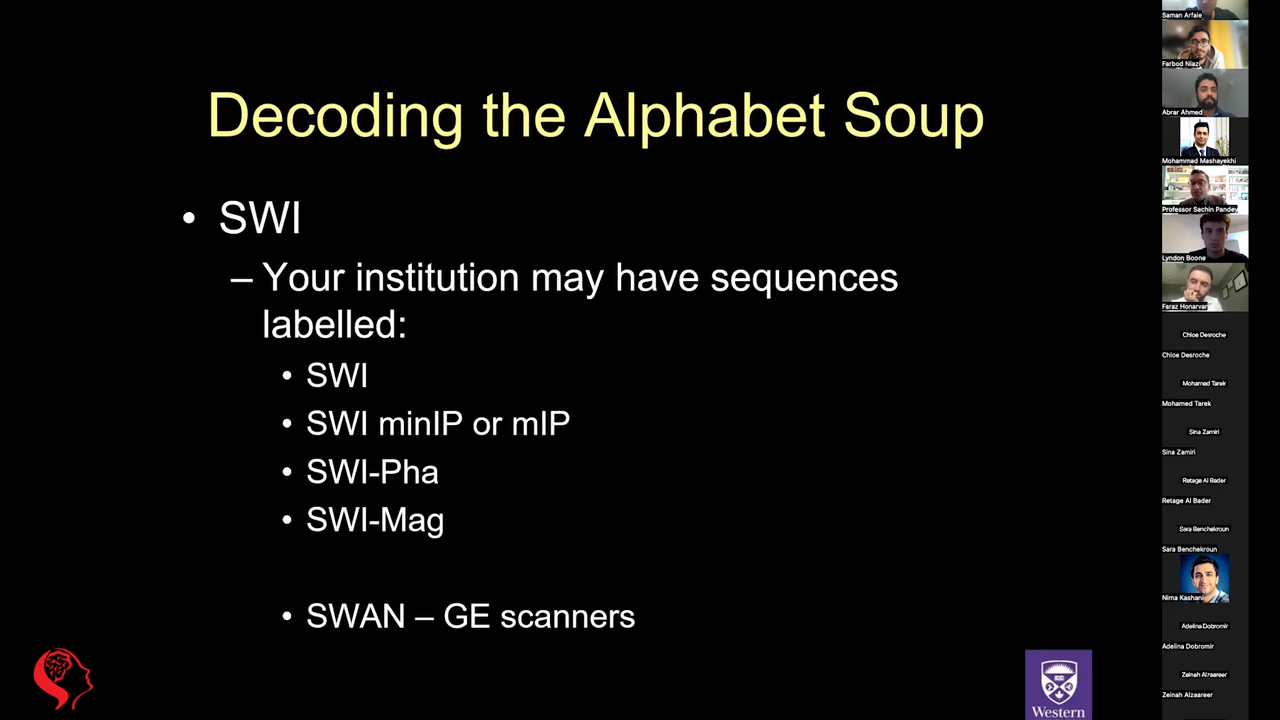 Decoding the Alphabet Soup
• SWI
– Your institution may have sequences
labelled:
• SWI
• SWI minIP or mIP
• SWI-Pha
• SWI-Mag
• SWAN – GE scanners
Western
Saman Arfaie
Farbod Niazi
Abrar Ahmed
Mohammad Mashayekhi
Professor Sachin Pandey
Lyndon Boone
Faraz Honarvar
Chloe Desroche
Chloe Desroche
Mohamed Tarek
Mohamed Tarek
Sina Zamiri
Sina Zamiri
Retage Al Bader
Retage Al Bader
Sara Benchekroun
Sara Benchekroun
Nima Kashani
Adelina Dobromir
Adelina Dobromir
Zeinah Alzaareer
Zeinah Alzaareer